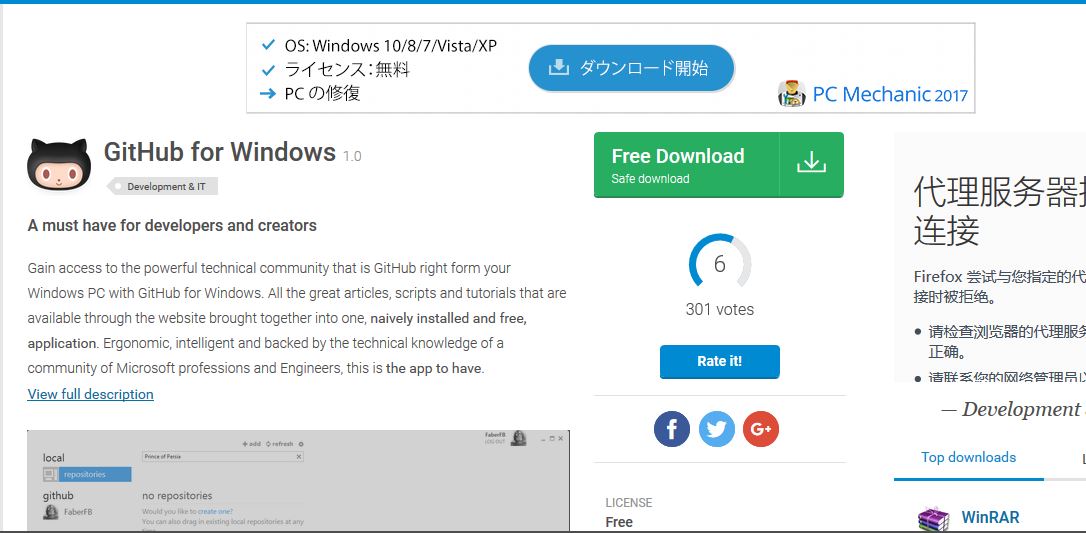 OS: Windows 10/8/7/Vista/XP
ライセンス：無料
PC の修復
ダウンロード開始
PC Mechanic 2017
GitHub for Windows 1.0
Development & IT
A must have for developers and creators
Gain access to the powerful technical community that is GitHub right form your
Windows PC with GitHub for Windows. All the great articles, scripts and tutorials that are
available through the website brought together into one, naively installed and free,
application. Ergonomic, intelligent and backed by the technical knowledge of a
community of Microsoft professions and Engineers, this is the app to have.
View full description
add refresh
FaberFB
LOG OUT
local
Prince of Persia
repositories
github
no repositories
FaberFB
Would you like to create one?
You can also drag in existing local repositories at any
Free Download
Safe download
6
301 votes
Rate it!
f
G+
LICENSE
Free
代理服务器拒
连接
Firefox 尝试与您指定的代
接时被拒绝。
请检查浏览器的代理服务
正确。
请联系您的网络管理员以
— Development
Top downloads
L
WinRAR